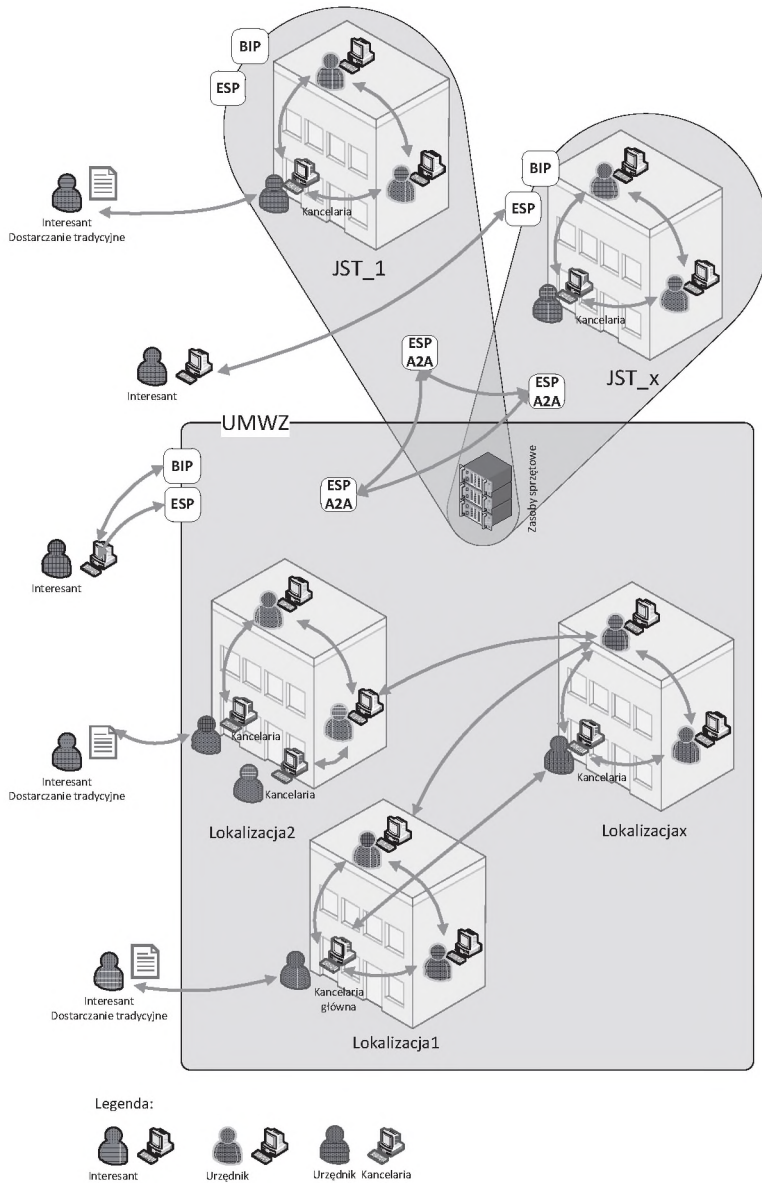 BIP
ESP
Interesant
Dostarczanie tradycyjne
Kancelaria
JST_1
BIP
ESP
Kancelaria
JST_x
Interesant
ESP
A2A
ESP
A2A
ESP
A2A
UMWZ
Zasoby sprzętowe
BIP
ESP
Interesant
Kancelaria
Kancelaria
Lokalizacja2
Interesant
Dostarczanie tradycyjne
Kancelaria
Lokalizacjax
Kancelaria
główna
Lokalizacja1
Interesant
Dostarczanie tradycyjne
Legenda:
Interesant
Urzędnik
Urzędnik Kancelaria